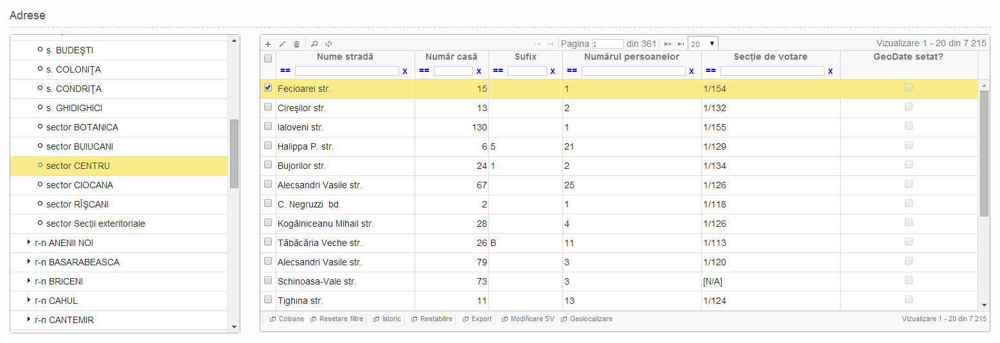 Adrese
s. BUDEŞTI
s. COLONIŢA
s. CONDRIŢA
s. GHIDIGHICI
sector BOTANICA
sector BUIUCANI
sector CENTRU
sector CIOCANA
sector RÎŞCANI
sector Secții exteritoriale
r-n ANENII NOI
r-n BASARABEASCA
r-n BRICENI
r-n CAHUL
r-n CANTEMIR
Pagina 1 din 361 20 Vizualizare 1 - 20 din 7 215
Nume stradă Număr casă Sufix Numărul persoanelor Secție de votare GeoDate setat?
== x == x == x == x == x
Fecioarei str. 15 1 1/154
Cireşilor str. 13 2 1/132
Ialoveni str. 130 1 1/155
Halippa P. str. 6 5 21 1/129
Bujorilor str. 24 1 2 1/134
Alecsandri Vasile str. 67 25 1/126
C. Negruzzi bd. 2 1 1/118
Kogălniceanu Mihail str. 28 4 1/126
Tăbăcăria Veche str. 26 B 11 1/113
Alecsandri Vasile str. 79 3 1/120
Schinoasa-Vale str. 73 3 [N/A]
Tighina str. 11 13 1/124
Coloane Resetare filtre Istoric Restabilire Export Modificare SV Geolocalizare Vizualizare 1 - 20 din 7 215